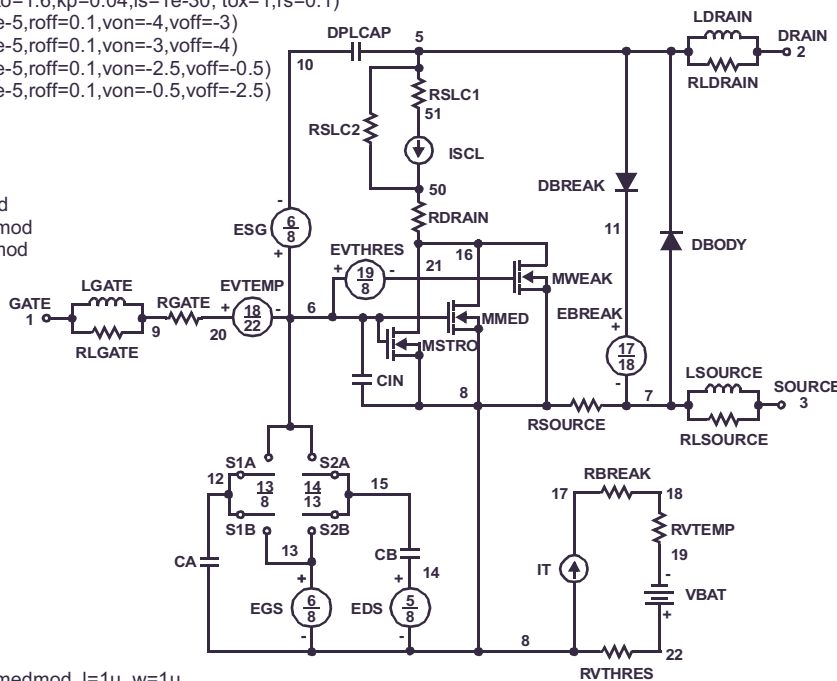 to=1.6,kp=0.04,is=1e-30, tox=1,rs=0.1)
e-5,roff=0.1,von=-4,voff=-3)
e-5,roff=0.1,von=-3,voff=-4)
e-5,roff=0.1,von=-2.5,voff=-0.5)
e-5,roff=0.1,von=-0.5,voff=-2.5)
d
mod
mod
LDRAIN
DPLCAP
5
DRAIN
2
10
RLDRAIN
RSLC1
51
RSLC2
ISCL
50
RDRAIN
DBREAK
11
DBODY
-
ESG
6
8
+
EVTHRES
+
19
8
-
21
16
MWEAK
LGATE
EVTEMP
GATE
1
RGATE
+
18
22
-
6
9
20
RLGATE
MMED
MSTRO
EBREAK
+
17
18
-
CIN
8
7
LSOURCE
SOURCE
3
RSOURCE
RLSOURCE
12
S1A
13
8
S2A
14
13
15
S1B
S2B
13
CA
CB
14
+
+
EGS
6
8
-
EDS
5
8
-
17
RBREAK
18
RVTEMP
19
IT
-
VBAT
+
8
22
RVTHRES
medmod l=1u w=1u